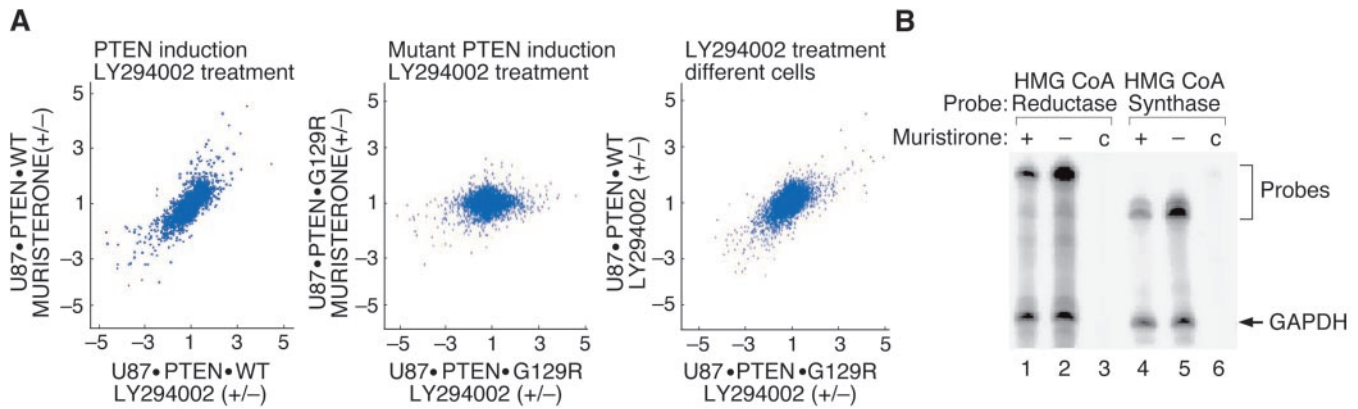 A
PTEN induction
LY294002 treatment
U87•PTEN•WT
MURISTERONE(+/−)
5
3
1
−3
−5
−5
−3
1
3
5
U87•PTEN•WT
LY294002 (+/−)
Mutant PTEN induction
LY294002 treatment
U87•PTEN•G129R
MURISTERONE(+/−)
5
3
1
−3
−5
−5
−3
1
3
5
U87•PTEN•G129R
LY294002 (+/−)
LY294002 treatment
different cells
U87•PTEN•WT
LY294002 (+/−)
5
3
1
−3
−5
−5
−3
1
3
5
U87•PTEN•G129R
LY294002 (+/−)
B
HMG CoA HMG CoA
Probe: Reductase Synthase
Muristirone: + − c + − c
Probes
GAPDH
1 2 3 4 5 6